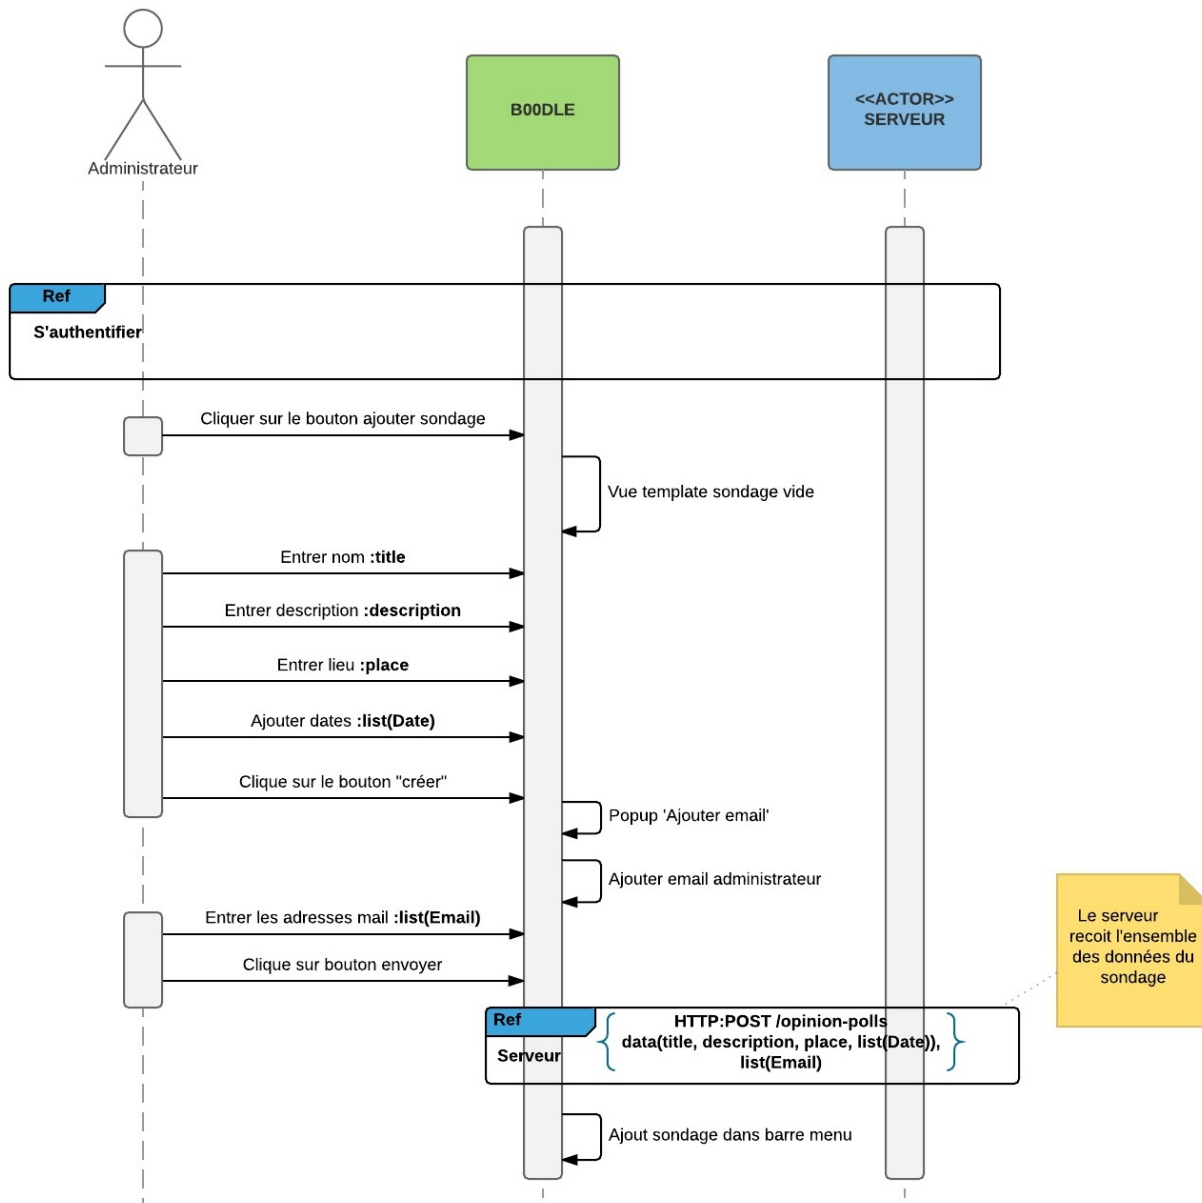 Administrateur
B00DLE
<<ACTOR>>
SERVEUR
Ref
S'authentifier
Cliquer sur le bouton ajouter sondage
Vue template sondage vide
Entrer nom :title
Entrer description :description
Entrer lieu :place
Ajouter dates :list(Date)
Clique sur le bouton "créer"
Popup 'Ajouter email'
Ajouter email administrateur
Entrer les adresses mail :list(Email)
Clique sur bouton envoyer
Le serveur
recoit l'ensemble
des données du
sondage
Ref
Serveur
HTTP:POST /opinion-polls
data(title, description, place, list(Date)),
list(Email)
Ajout sondage dans barre menu